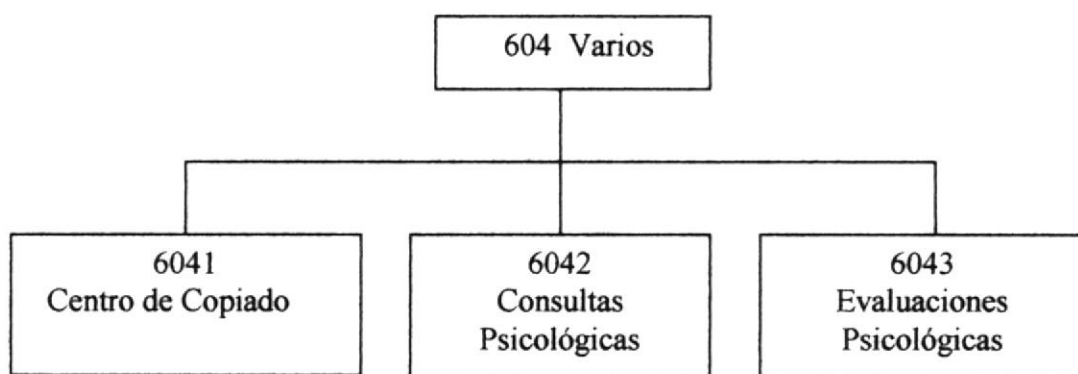 604 Varios
6041
Centro de Copiado
6042
Consultas
Psicológicas
6043
Evaluaciones
Psicológicas